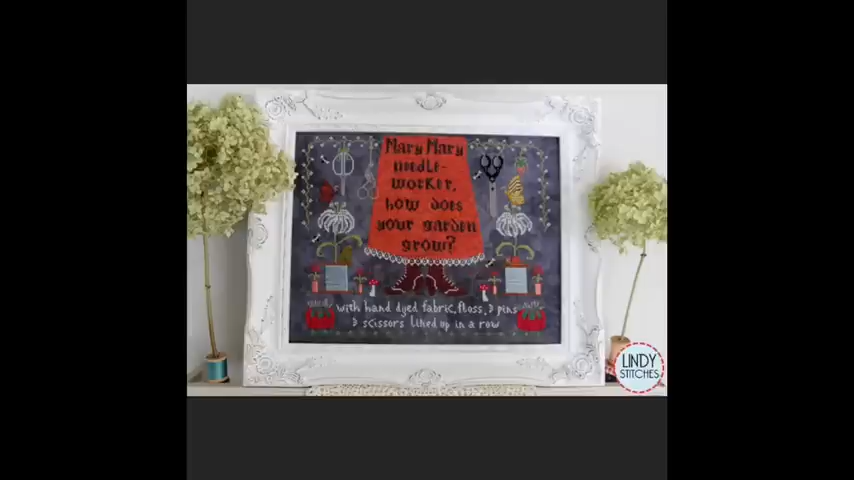 Mary Mary
needle-
worker,
how does
your garden
grow?
with hand dyed fabric, floss, & pins
& scissors lined up in a row
LINDY
STITCHES